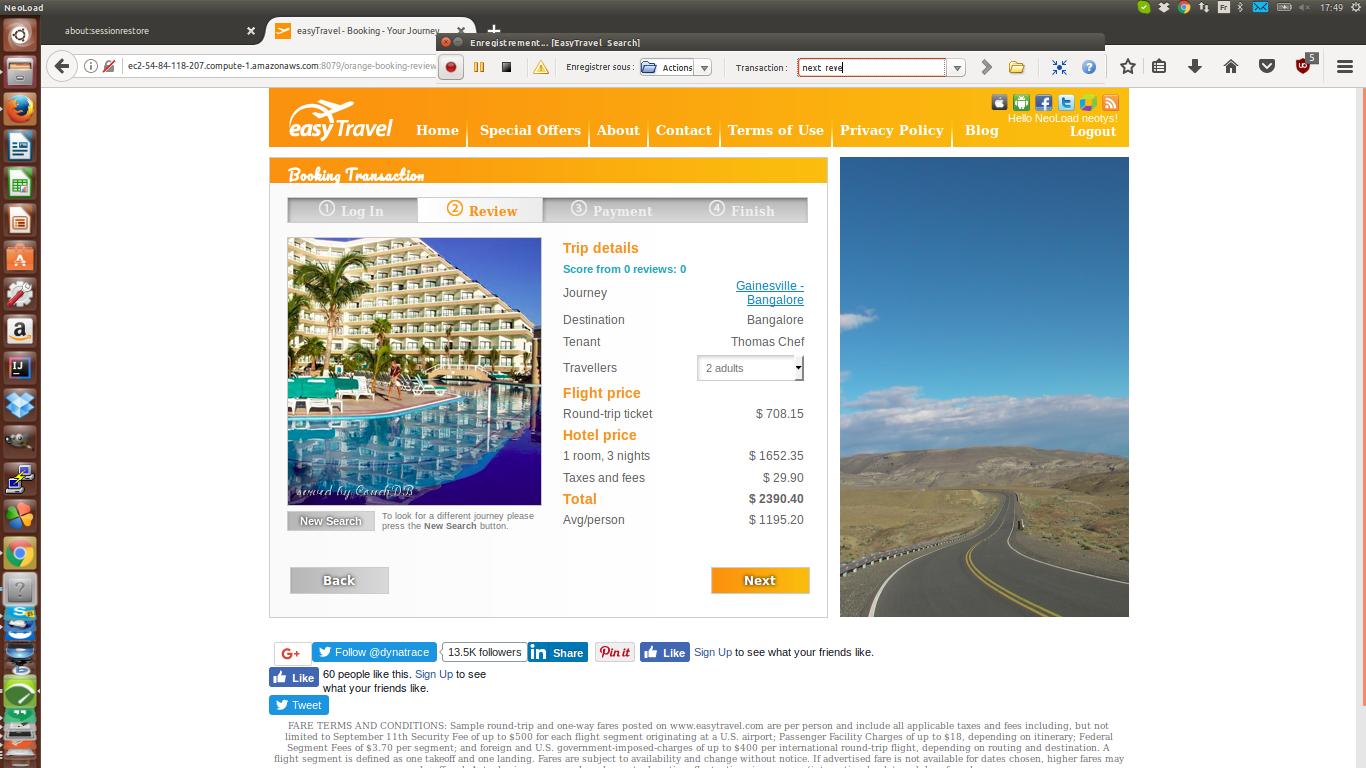 NeoLoad
Fr
17:49
about:sessionrestore
easyTravel - Booking - Your Journey
Enregistrement... [EasyTravel Search]
ec2-54-84-118-207.compute-1.amazonaws.com:8079/orange-booking-review
Enregistrer sous :
Actions
Transaction :
next reve
5
easyTravel
Hello NeoLoad neotys!
Home
Special Offers
About
Contact
Terms of Use
Privacy Policy
Blog
Logout
Booking Transaction
1 Log In
2 Review
3 Payment
4 Finish
Trip details
Score from 0 reviews: 0
Journey Gainesville -
Bangalore
Destination Bangalore
Tenant Thomas Chef
Travellers 2 adults
Flight price
Round-trip ticket $ 708.15
Hotel price
1 room, 3 nights $ 1652.35
Taxes and fees $ 29.90
Total $ 2390.40
Avg/person $ 1195.20
served by CouchDB
New Search
To look for a different journey please
press the New Search button.
Back
Next
G+
Follow @dynatrace
13.5K followers
in Share
Pin it
Like
Sign Up to see what your friends like.
Like
60 people like this. Sign Up to see
what your friends like.
Tweet
FARE TERMS AND CONDITIONS: Sample round-trip and one-way fares posted on www.easytravel.com are per person and include all applicable taxes and fees including, but not
limited to September 11th Security Fee of up to $500 for each flight segment originating at a U.S. airport; Passenger Facility Charges of up to $18, depending on itinerary; Federal
Segment Fees of $3.70 per segment; and foreign and U.S. government-imposed-charges of up to $400 per international round-trip flight, depending on routing and destination. A
flight segment is defined as one takeoff and one landing. Fares are subject to availability and change without notice. If advertised fare is not available for dates chosen, higher fares may